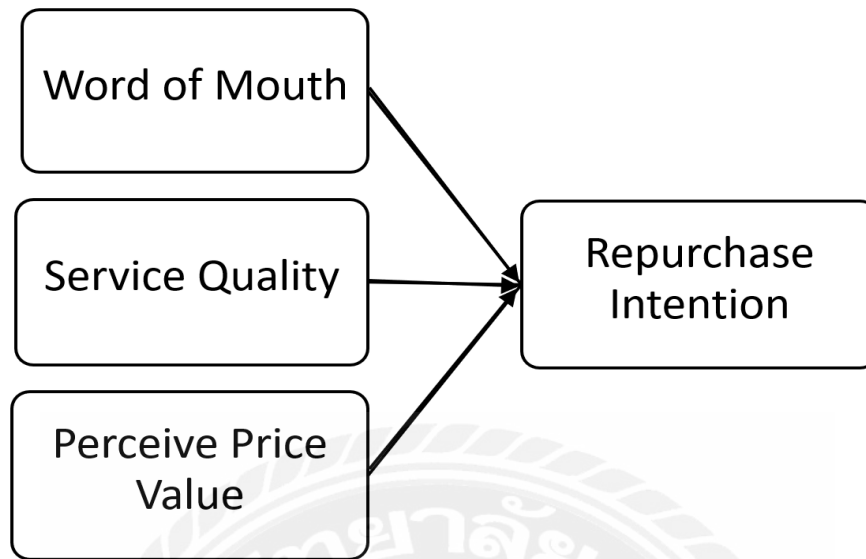 Word of Mouth
Service Quality
Perceive Price
Value
Repurchase
Intention